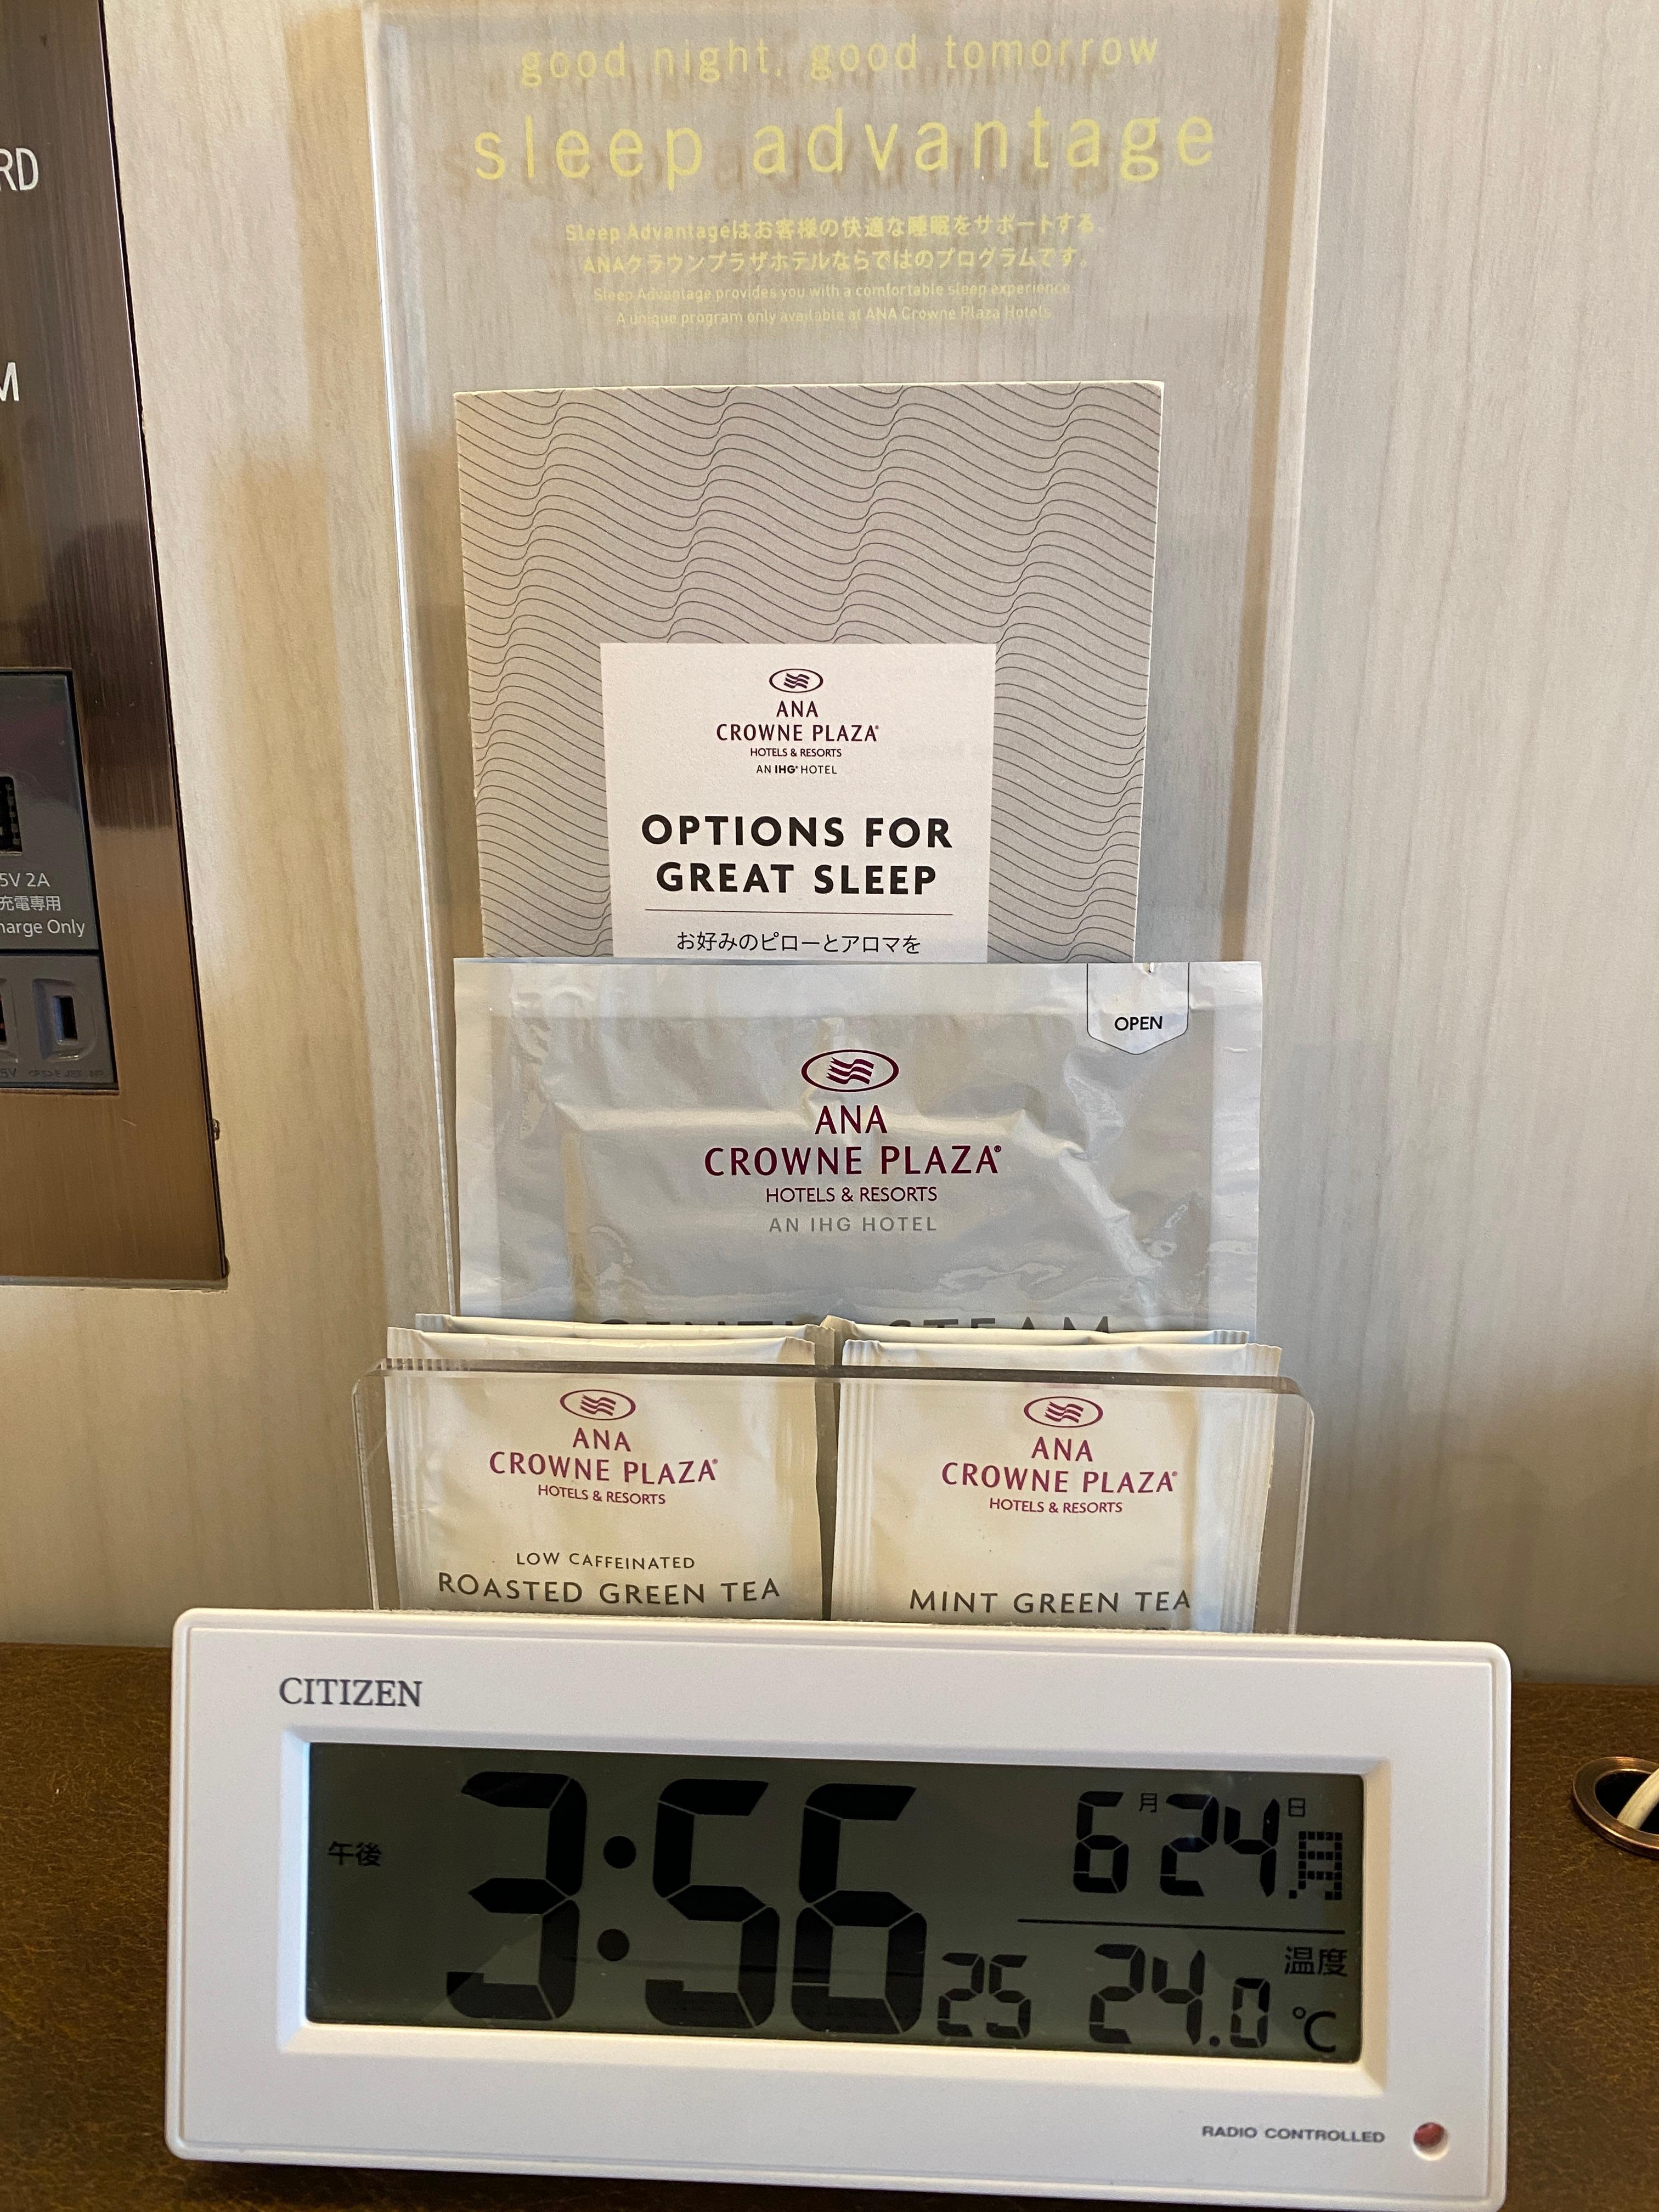 good night, good tomorrow
sleep advantage
Sleep Advantageはお客様の快適な睡眠をサポートする、
ANAクラウンプラザホテルならではのプログラムです。
Sleep Advantage provides you with a comfortable sleep experience.
A unique program only available at ANA Crowne Plaza Hotels.
RD
M
5V 2A
充電専用
harge Only
ANA
CROWNE PLAZA®
HOTELS & RESORTS
AN IHG® HOTEL
OPTIONS FOR
GREAT SLEEP
お好みのピローとアロマを
OPEN
ANA
CROWNE PLAZA®
HOTELS & RESORTS
AN IHG HOTEL
STEAM
ANA
CROWNE PLAZA®
HOTELS & RESORTS
LOW CAFFEINATED
ROASTED GREEN TEA
ANA
CROWNE PLAZA®
HOTELS & RESORTS
MINT GREEN TEA
CITIZEN
午後 3:56 25
6月24日 月
温度
24.0 ℃
RADIO CONTROLLED